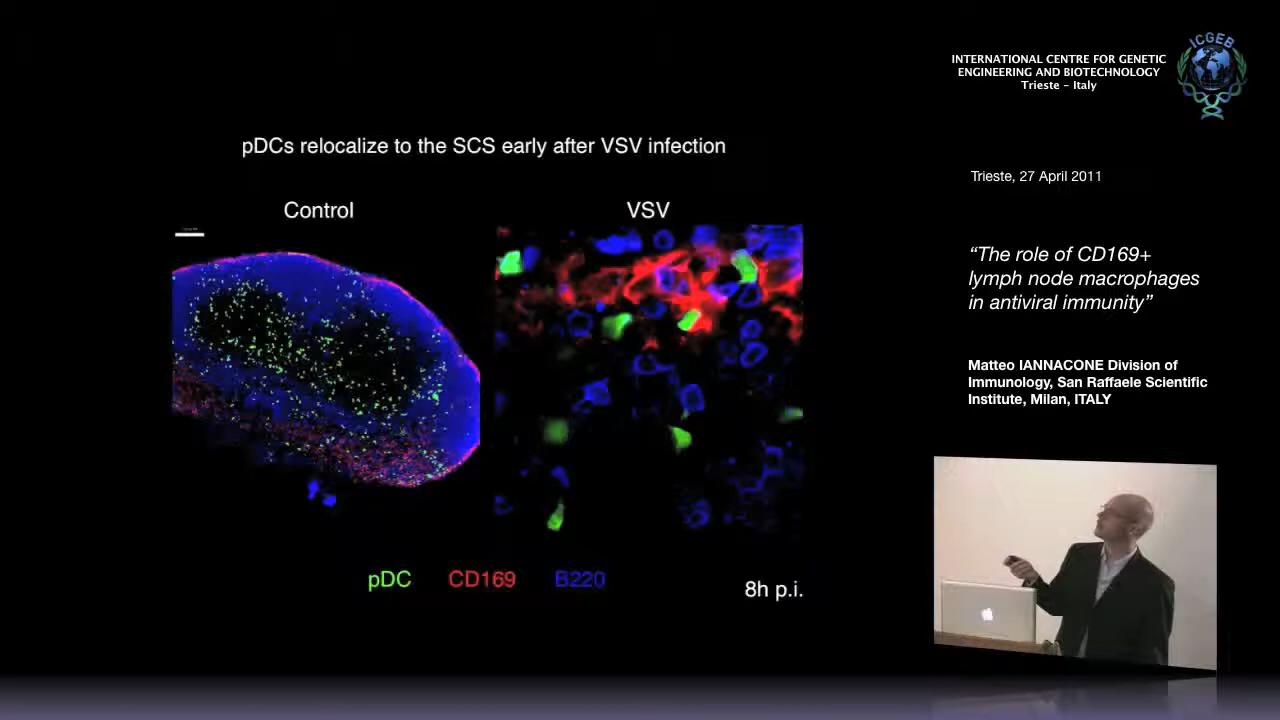 ICGEB
INTERNATIONAL CENTRE FOR GENETIC
ENGINEERING AND BIOTECHNOLOGY
Trieste - Italy
pDCs relocalize to the SCS early after VSV infection
Control
VSV
pDC CD169 B220
8h p.i.
Trieste, 27 April 2011
“The role of CD169+
lymph node macrophages
in antiviral immunity”
Matteo IANNACONE Division of
Immunology, San Raffaele Scientific
Institute, Milan, ITALY